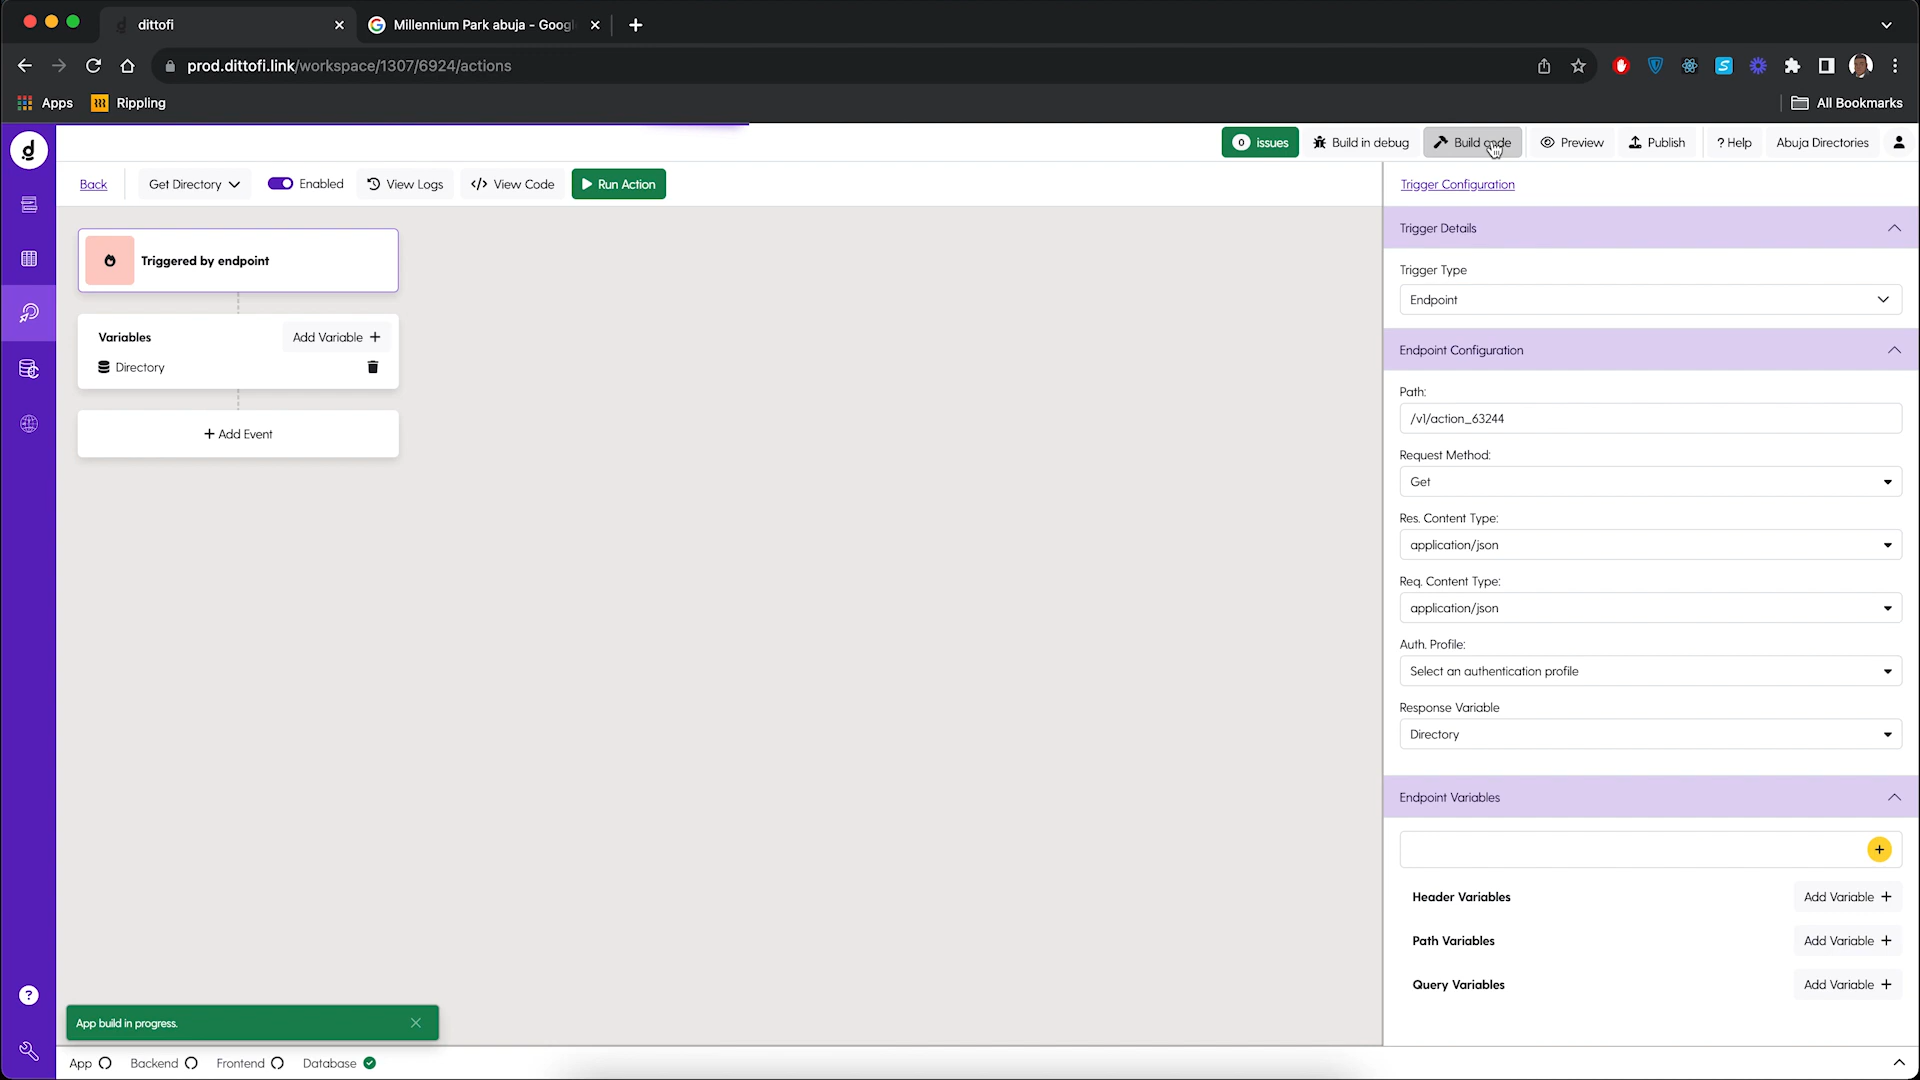 dittofi
Millennium Park abuja - Googl
prod.dittofi.link/workspace/1307/6924/actions
Apps
Rippling
All Bookmarks
d
0 issues
Build in debug
Build code
Preview
Publish
? Help
Abuja Directories
Back
Get Directory
Enabled
View Logs
</> View Code
Run Action
Trigger Configuration
Triggered by endpoint
Variables
Add Variable +
Directory
+ Add Event
Trigger Details
Trigger Type
Endpoint
Endpoint Configuration
Path:
/v1/action_63244
Request Method:
Get
Res. Content Type:
application/json
Req. Content Type:
application/json
Auth. Profile:
Select an authentication profile
Response Variable
Directory
Endpoint Variables
Header Variables
Add Variable +
Path Variables
Add Variable +
Query Variables
Add Variable +
App build in progress.
App
Backend
Frontend
Database